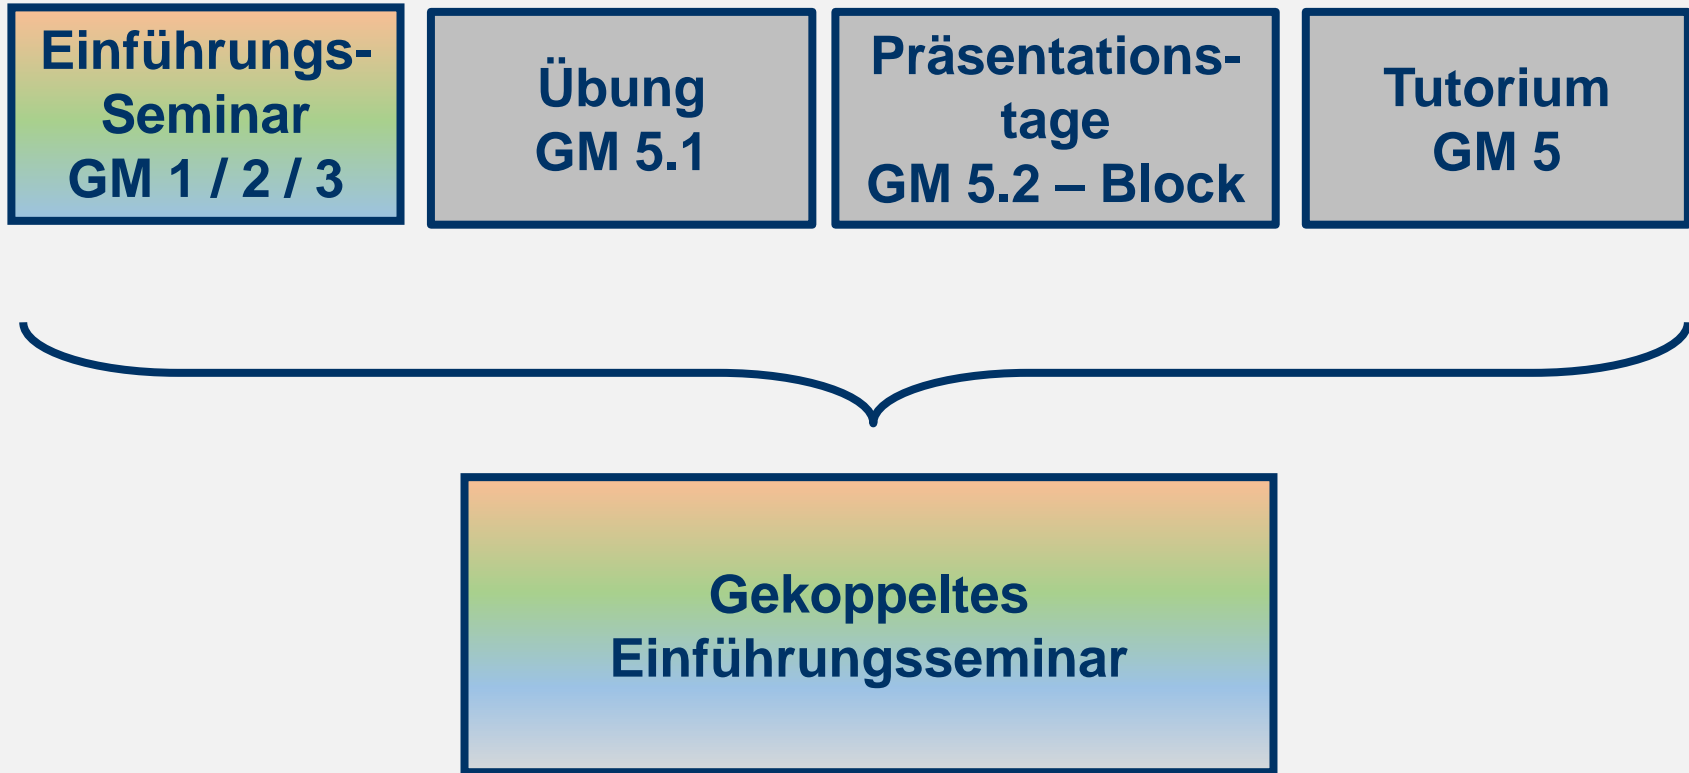 Einführungs-
Seminar
GM 1 / 2 / 3
Übung
GM 5.1
Präsentations-
tage
GM 5.2 – Block
Tutorium
GM 5
Gekoppeltes
Einführungsseminar